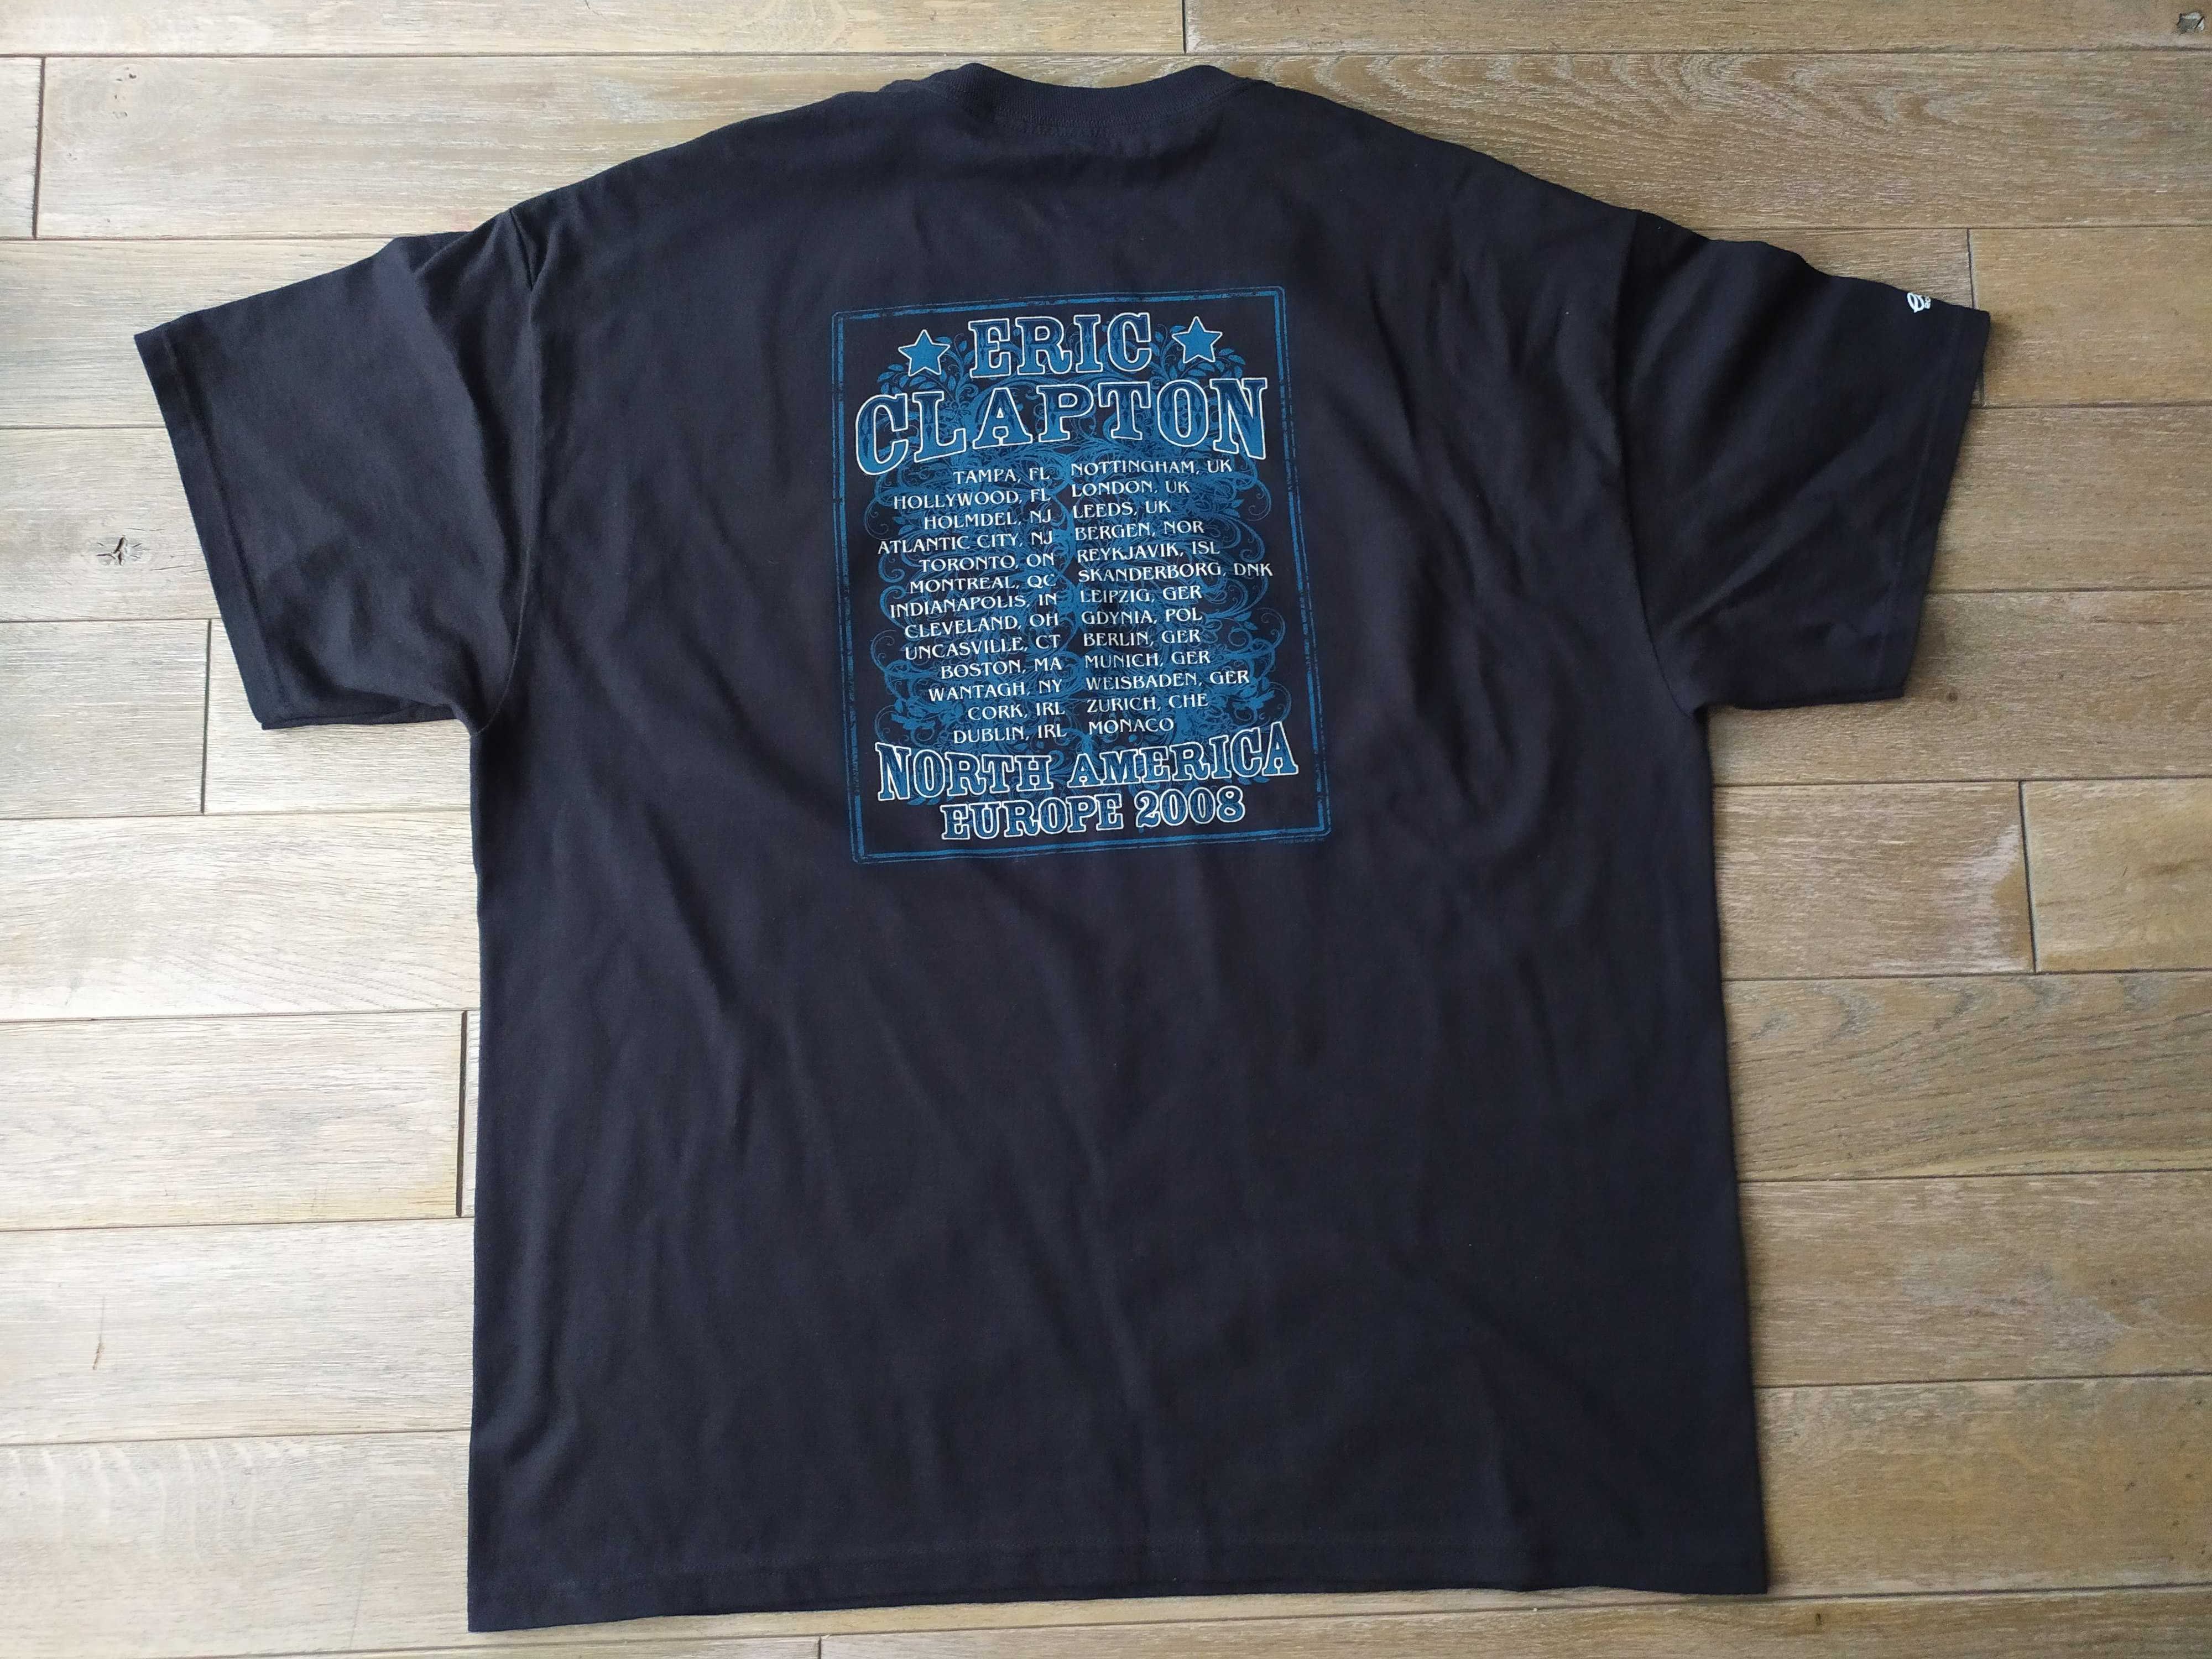 ERIC
CLAPTON
TAMPA, FL
HOLLYWOOD, FL
HOLMDEL, NJ
ATLANTIC CITY, NJ
TORONTO, ON
MONTREAL, QC
INDIANAPOLIS, IN
CLEVELAND, OH
UNCASVILLE, CT
BOSTON, MA
WANTAGH, NY
CORK, IRL
DUBLIN, IRL
NOTTINGHAM, UK
LONDON, UK
LEEDS, UK
BERGEN, NOR
REYKJAVIK, ISL
SKANDERBORG, DNK
LEIPZIG, GER
GDYNIA, POL
BERLIN, GER
MUNICH, GER
WEISBADEN, GER
ZURICH, CHE
MONACO
NORTH AMERICA
EUROPE 2008